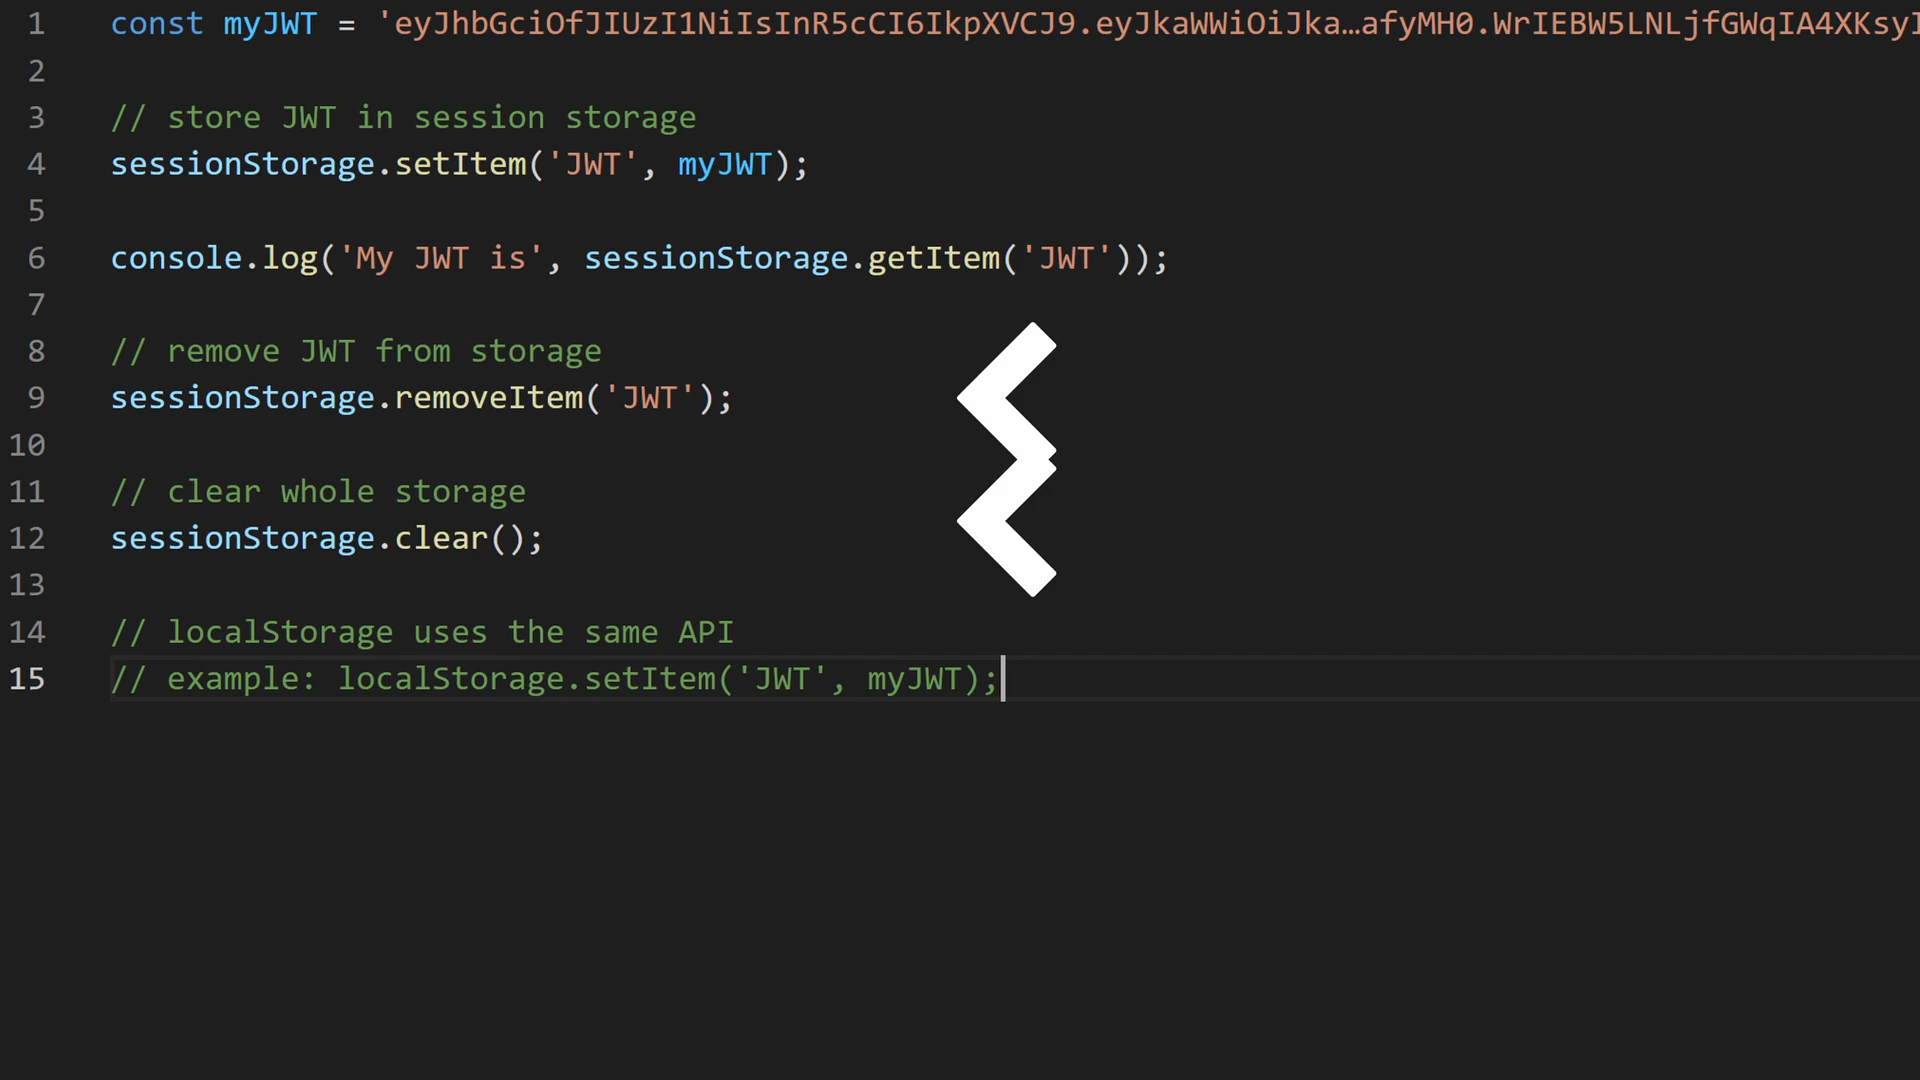 1 const myJWT = 'eyJhbGciOfJIUzI1NiIsInR5cCI6IkpXVCJ9.eyJkaWWiOiJka…afyMH0.WrIEBW5LNLjfGWqIA4XKsyI
2
3 // store JWT in session storage
4 sessionStorage.setItem('JWT', myJWT);
5
6 console.log('My JWT is', sessionStorage.getItem('JWT'));
7
8 // remove JWT from storage
9 sessionStorage.removeItem('JWT');
10
11 // clear whole storage
12 sessionStorage.clear();
13
14 // localStorage uses the same API
15 // example: localStorage.setItem('JWT', myJWT);